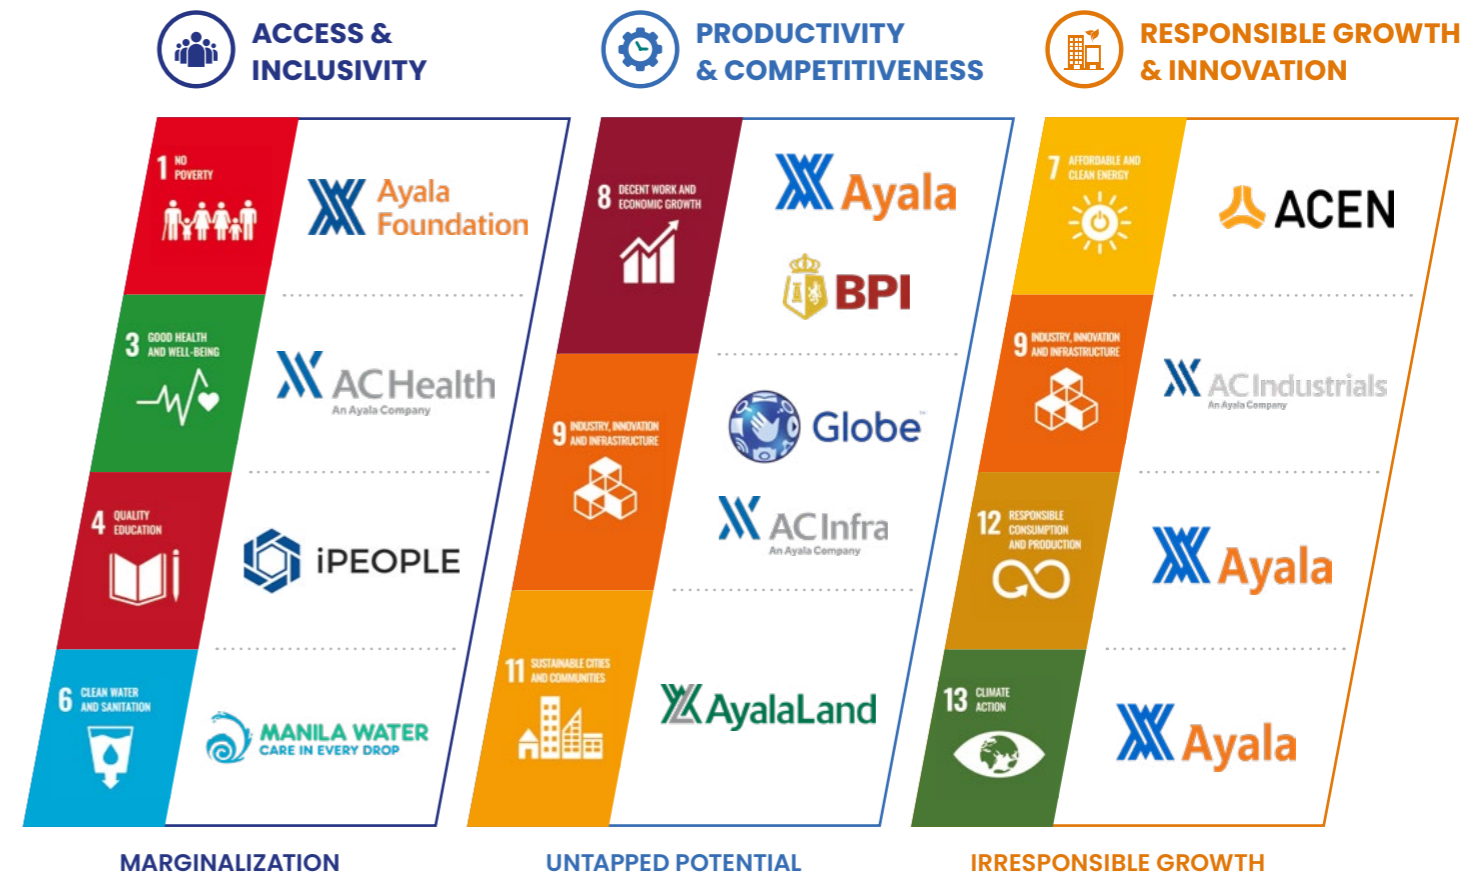 ACCESS &
INCLUSIVITY
1 NO
POVERTY
Ayala
Foundation
3 GOOD HEALTH
AND WELL-BEING
AC Health
An Ayala Company
4 QUALITY
EDUCATION
iPEOPLE
6 CLEAN WATER
AND SANITATION
MANILA WATER
CARE IN EVERY DROP
MARGINALIZATION
PRODUCTIVITY
& COMPETITIVENESS
8 DECENT WORK AND
ECONOMIC GROWTH
Ayala
BPI
9 INDUSTRY, INNOVATION
AND INFRASTRUCTURE
Globe™
AC Infra
An Ayala Company
11 SUSTAINABLE CITIES
AND COMMUNITIES
AyalaLand
UNTAPPED POTENTIAL
RESPONSIBLE GROWTH
& INNOVATION
7 AFFORDABLE AND
CLEAN ENERGY
ACEN
9 INDUSTRY, INNOVATION
AND INFRASTRUCTURE
AC Industrials
An Ayala Company
12 RESPONSIBLE
CONSUMPTION
AND PRODUCTION
Ayala
13 CLIMATE
ACTION
Ayala
IRRESPONSIBLE GROWTH